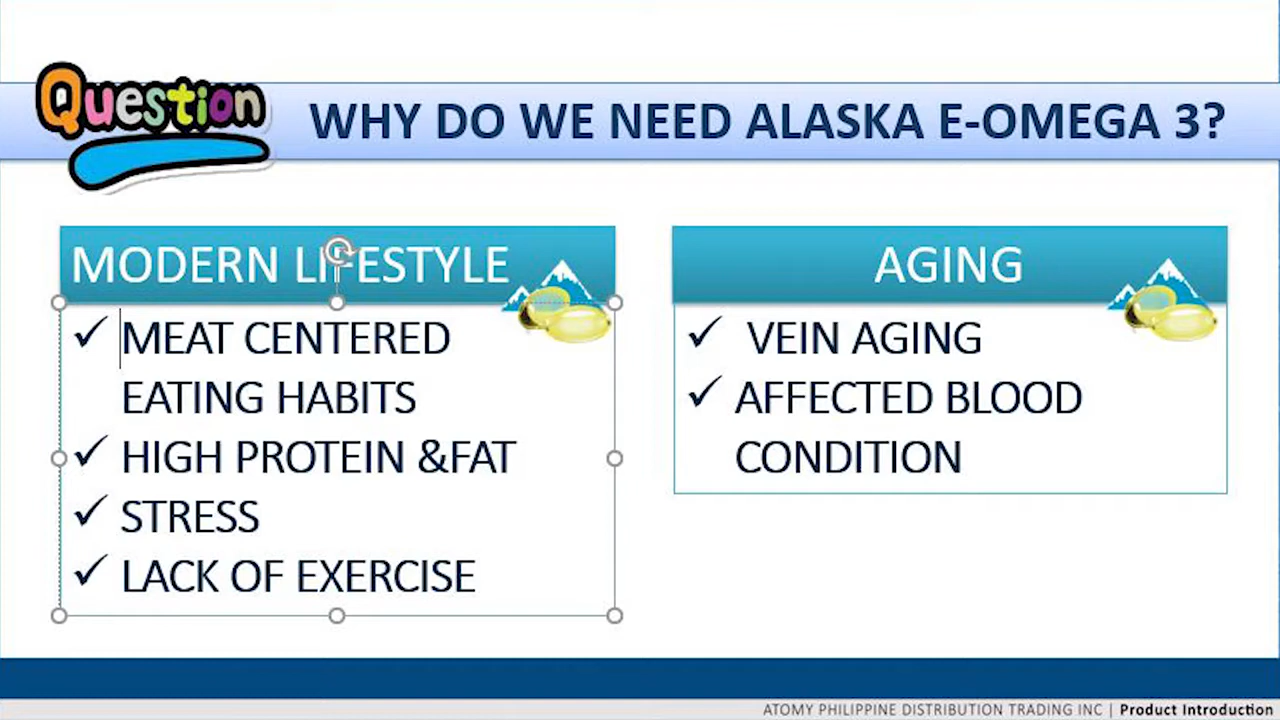 Question
WHY DO WE NEED ALASKA E-OMEGA 3?
MODERN LIFESTYLE
✓ MEAT CENTERED
EATING HABITS
✓ HIGH PROTEIN &FAT
✓ STRESS
✓ LACK OF EXERCISE
AGING
✓ VEIN AGING
✓ AFFECTED BLOOD
CONDITION
ATOMY PHILIPPINE DISTRIBUTION TRADING INC | Product Introduction